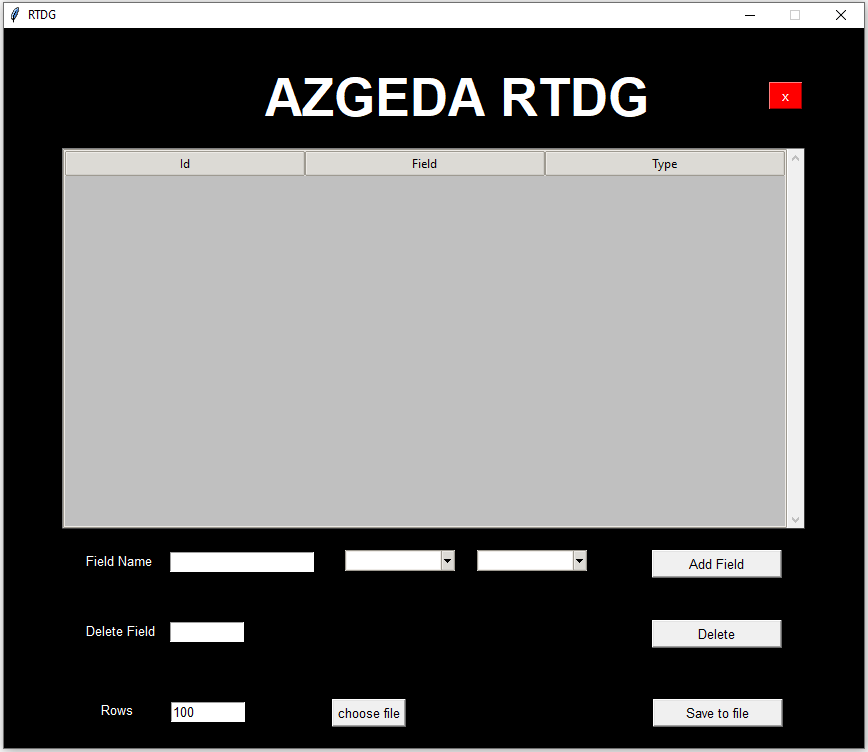 RTDG
AZGEDA RTDG
x
Id Field Type
Field Name Add Field
Delete Field Delete
Rows 100 choose file Save to file